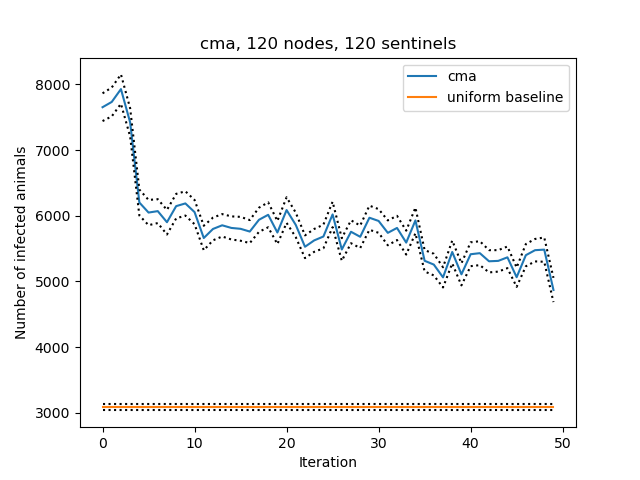 cma, 120 nodes, 120 sentinels
cma
uniform baseline
8000
7000
6000
5000
4000
3000
Number of infected animals
0 10 20 30 40 50
Iteration